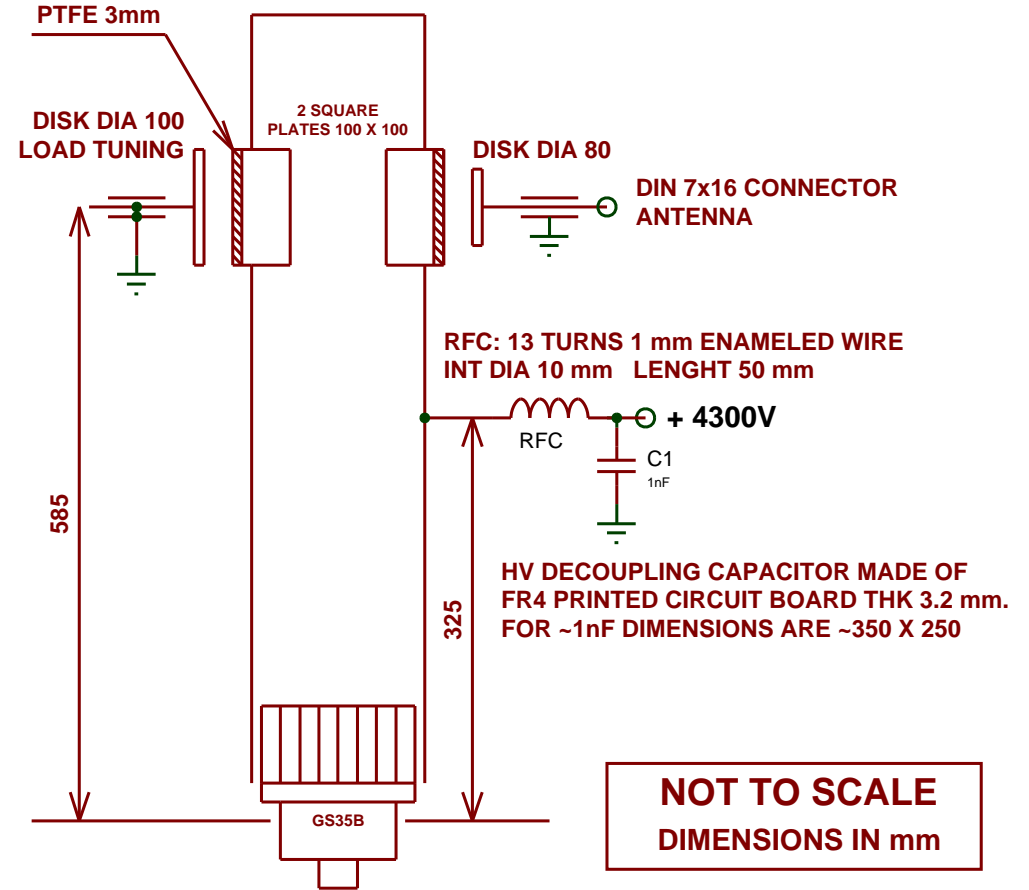 PTFE 3mm
2 SQUARE
PLATES 100 X 100
DISK DIA 100
LOAD TUNING
DISK DIA 80
DIN 7x16 CONNECTOR
ANTENNA
RFC: 13 TURNS 1 mm ENAMELED WIRE
INT DIA 10 mm LENGHT 50 mm
+ 4300V
RFC
C1
1nF
585
325
HV DECOUPLING CAPACITOR MADE OF
FR4 PRINTED CIRCUIT BOARD THK 3.2 mm.
FOR ~1nF DIMENSIONS ARE ~350 X 250
GS35B
NOT TO SCALE
DIMENSIONS IN mm